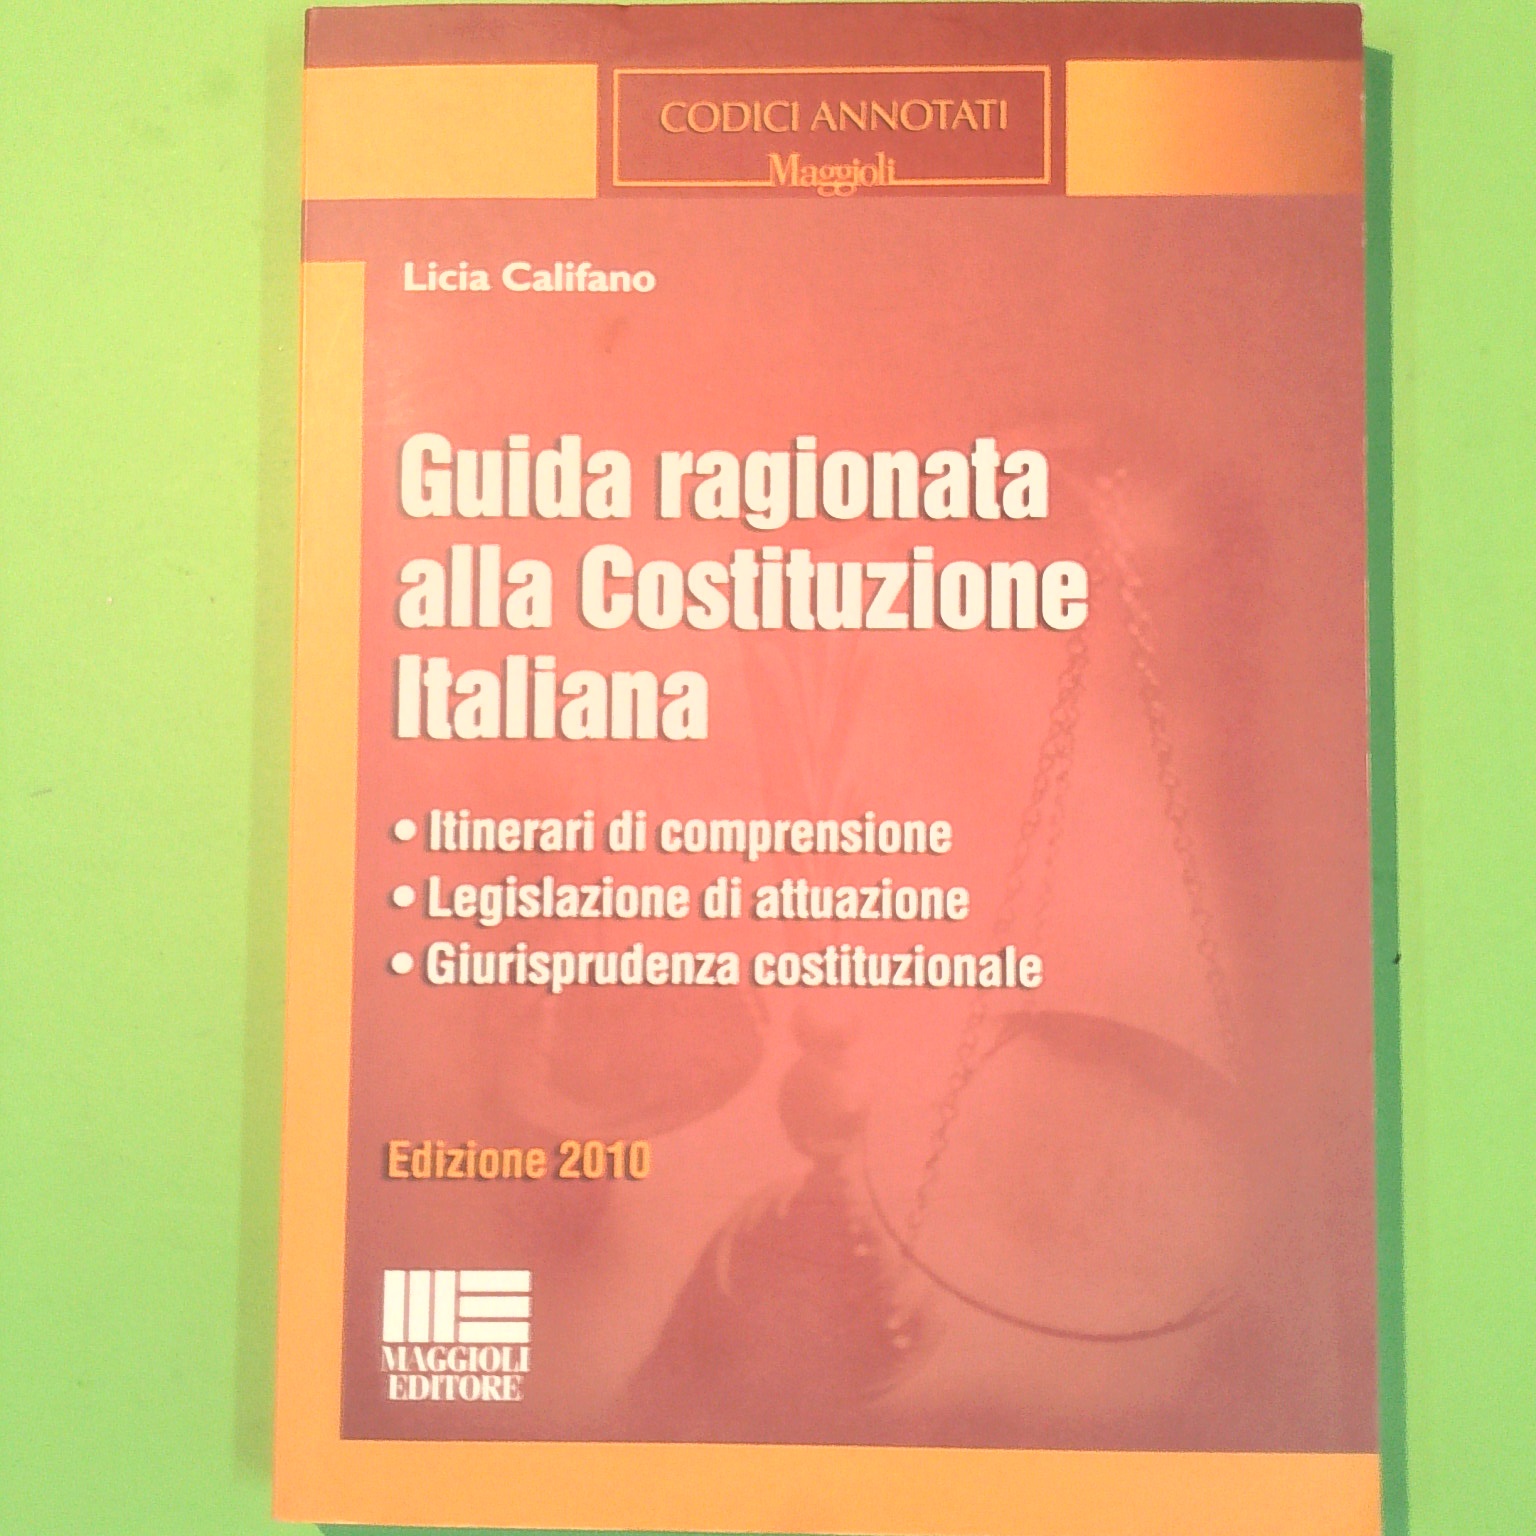 CODICI ANNOTATI
Maggioli
Licia Califano
Guida ragionata
alla Costituzione
Italiana
• Itinerari di comprensione
• Legislazione di attuazione
• Giurisprudenza costituzionale
Edizione 2010
MAGGIOLI
EDITORE